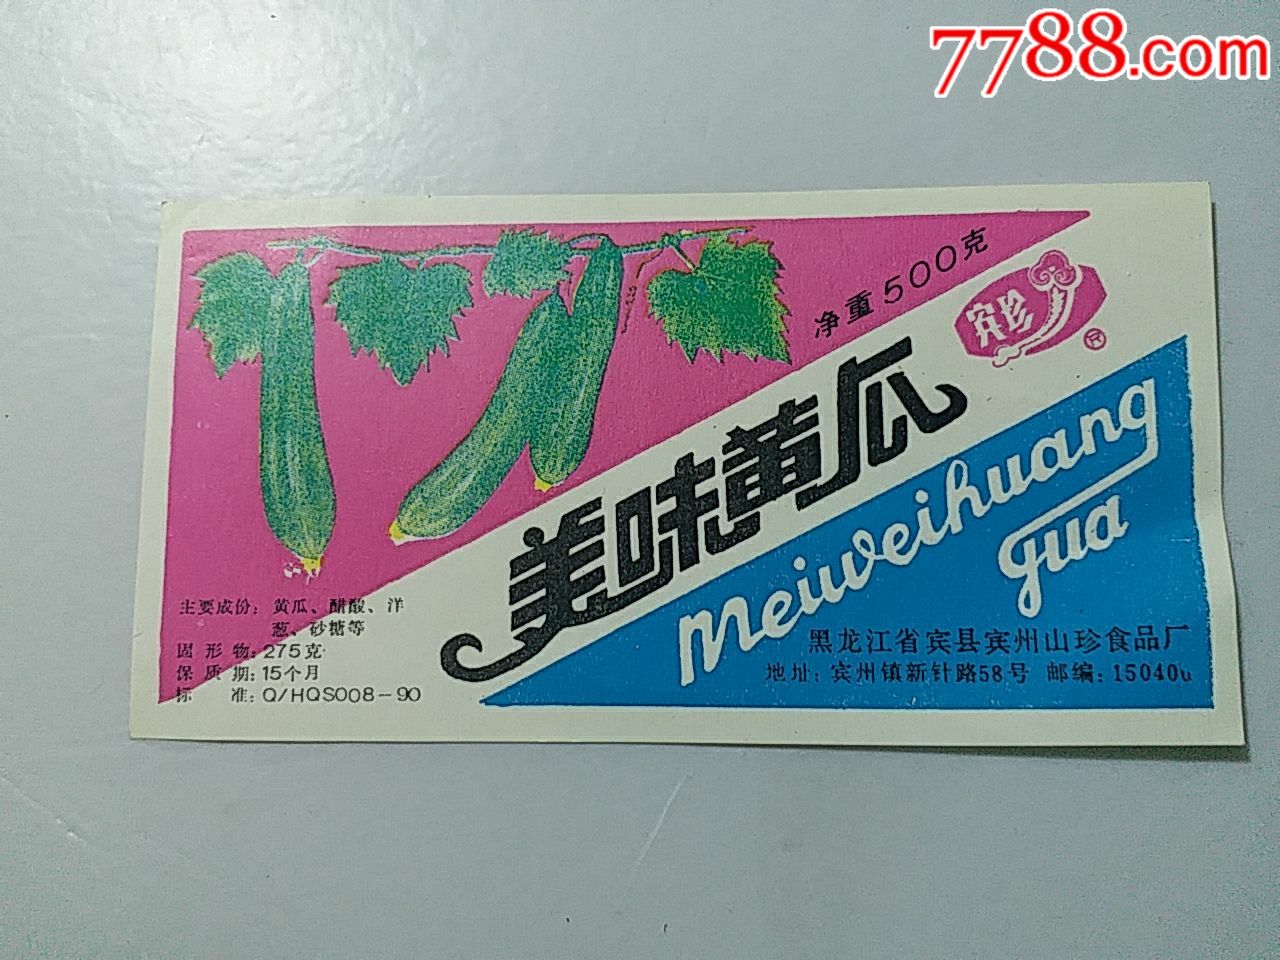 7788.com
净重500克
宾珍
R
美味黄瓜
Meiweihuang
gua
主要成份：黄瓜、醋酸、洋
葱、砂糖等
固形物：275克
保质期：15个月
标准：Q/HQS008-90
黑龙江省宾县宾州山珍食品厂
地址：宾州镇新针路58号 邮编：150400